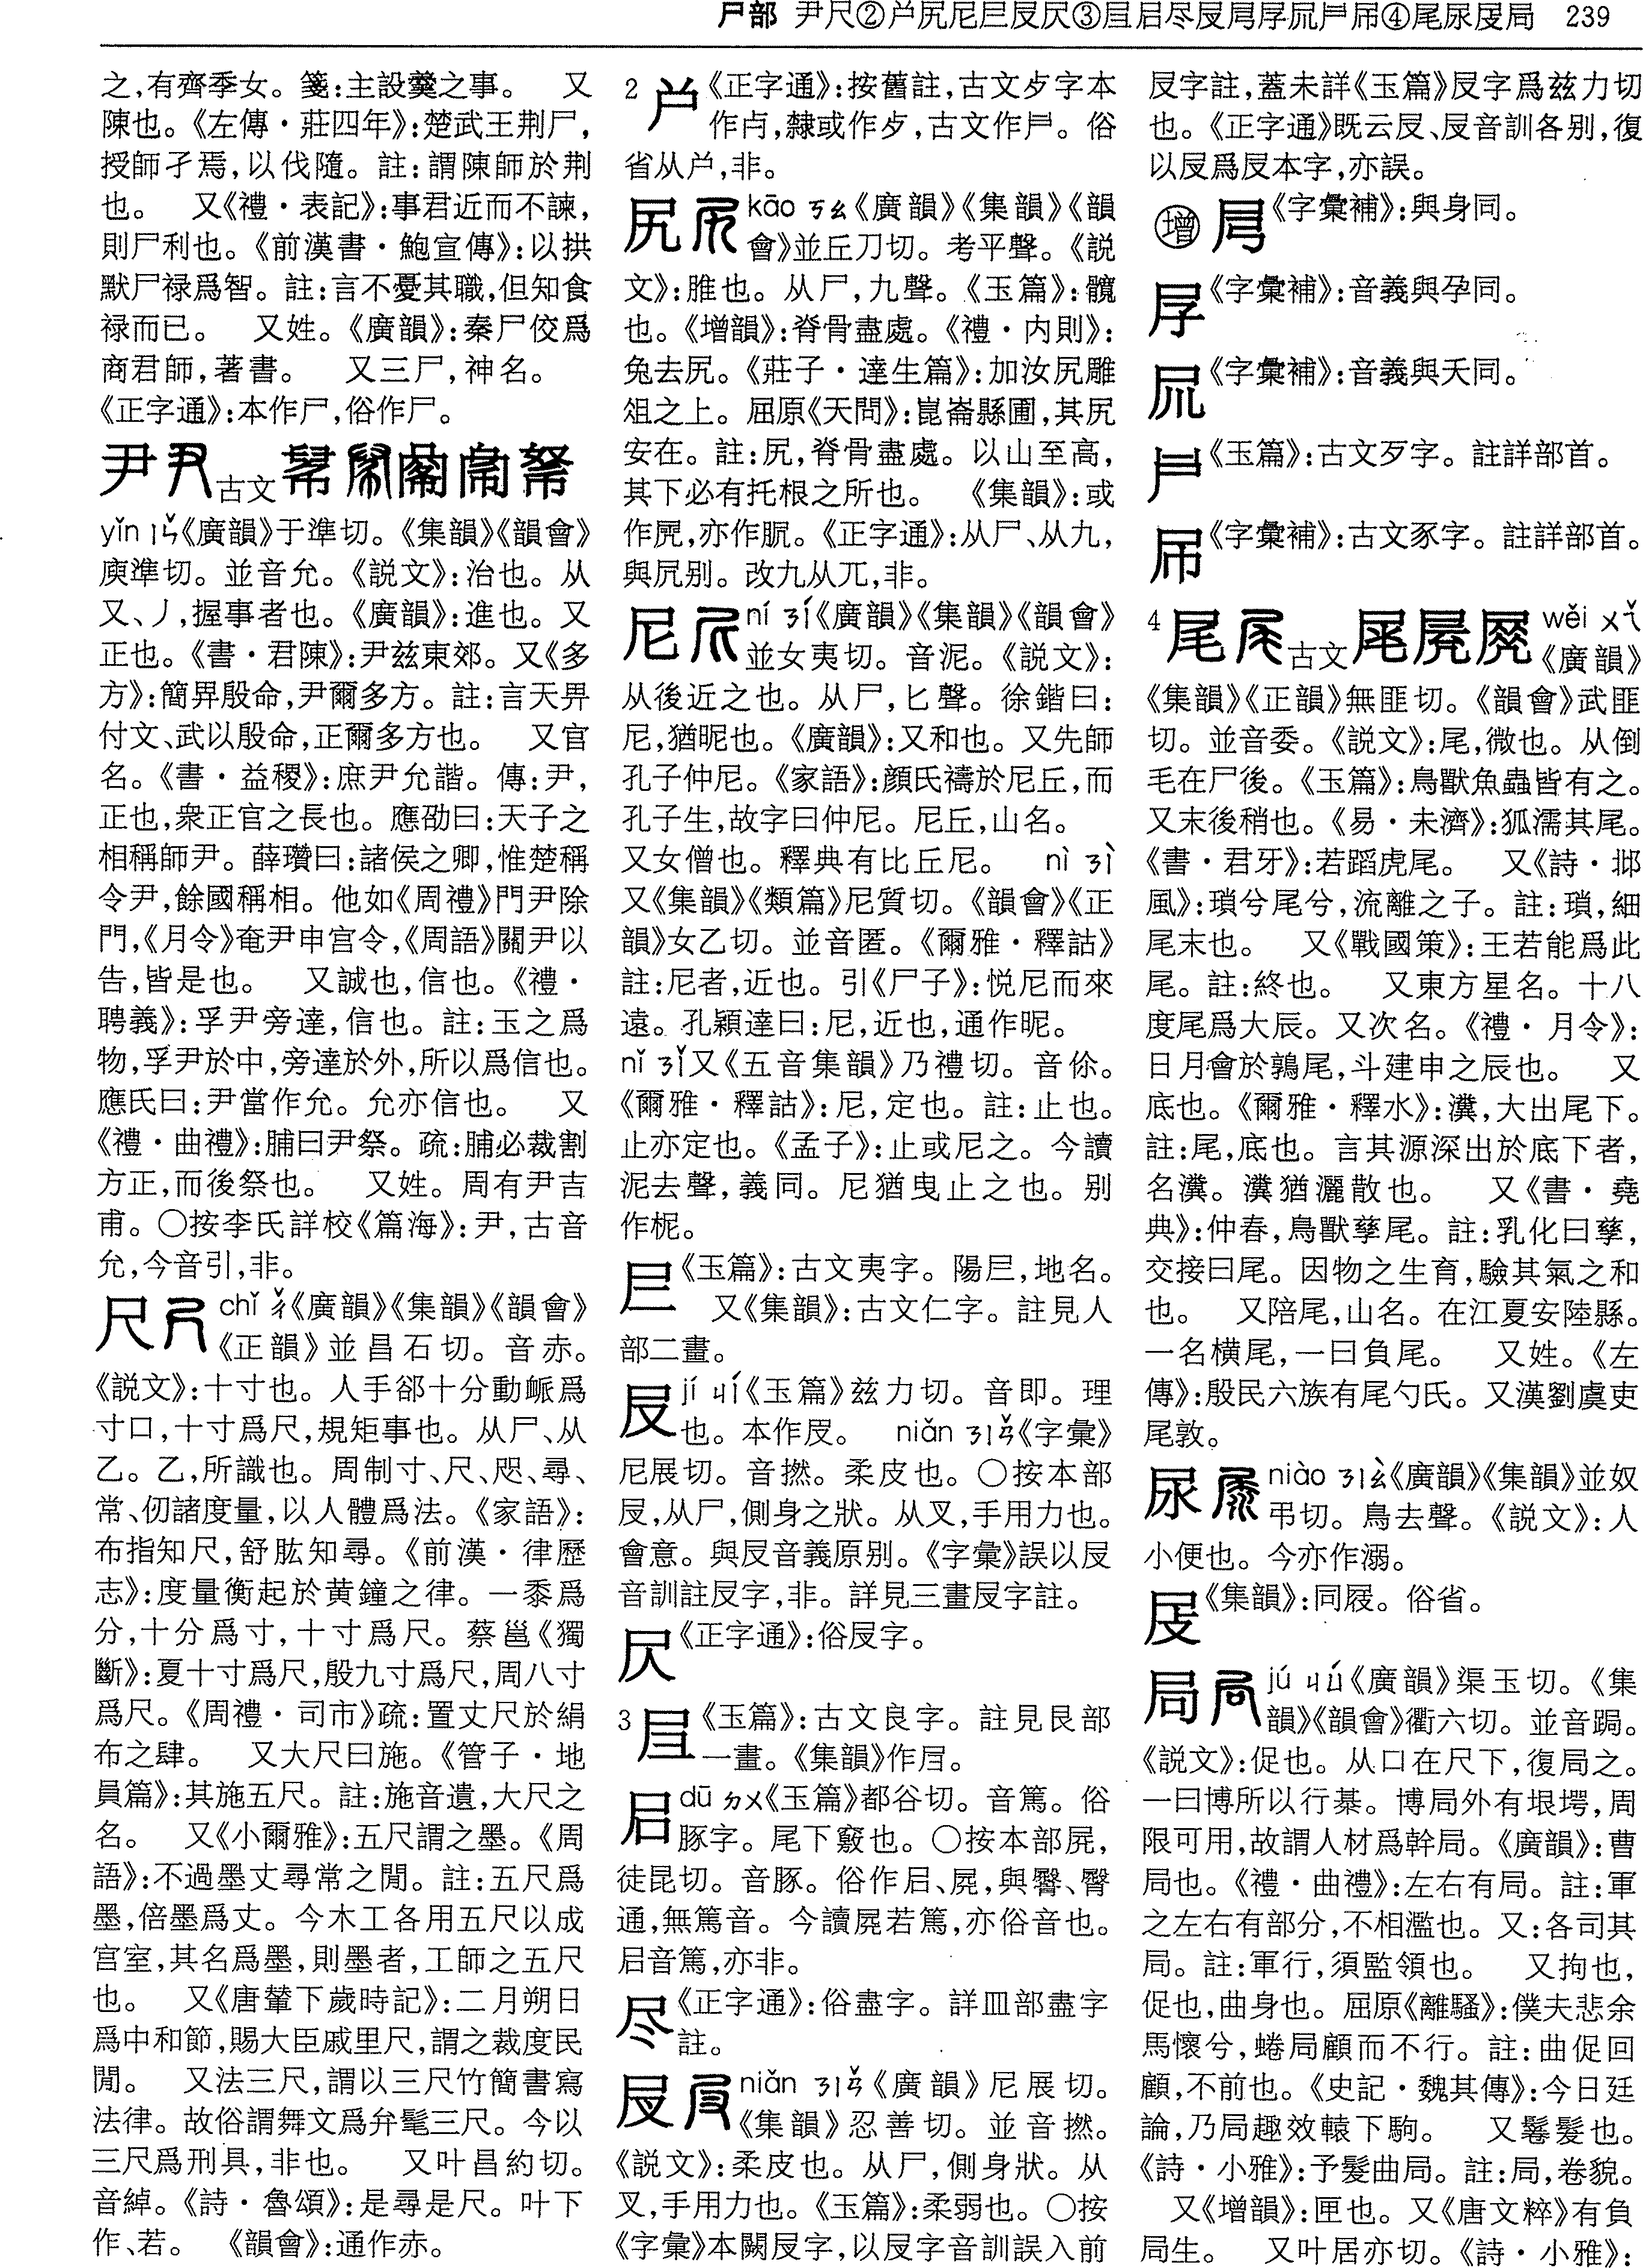 尸部 尹尺②屵尻尼𡰥㞋𡰧③𡰩㞐尽㞌𡰬𡰪尸帍④尾尿㞏局 239
之,有齊季女。箋:主設羹之事。 又
陳也。《左傳·莊四年》:楚武王荆尸,
授師孑焉,以伐隨。註:謂陳師於荆
也。 又《禮·表記》:事君近而不諫,
則尸利也。《前漢書·鮑宣傳》:以拱
默尸禄爲智。註:言不憂其職,但知食
禄而已。 又姓。《廣韻》:秦尸佼爲
商君師,著書。 又三尸,神名。
《正字通》:本作尸,俗作尸。
尹 古文
yǐn ㄧㄣˇ《廣韻》于準切。《集韻》《韻會》
庾準切。並音允。《説文》:治也。从
又、丿,握事者也。《廣韻》:進也。又
正也。《書·君陳》:尹兹東郊。又《多
方》:簡畀殷命,尹爾多方。註:言天畀
付文、武以殷命,正爾多方也。 又官
名。《書·益稷》:庶尹允諧。傳:尹,
正也,衆正官之長也。應劭曰:天子之
相稱師尹。薛瓚曰:諸侯之卿,惟楚稱
令尹,餘國稱相。他如《周禮》門尹除
門,《月令》奄尹申宫令,《周語》關尹以
告,皆是也。 又誠也,信也。《禮·
聘義》:孚尹旁達,信也。註:玉之爲
物,孚尹於中,旁達於外,所以爲信也。
應氏曰:尹當作允。允亦信也。 又
《禮·曲禮》:脯曰尹祭。疏:脯必裁割
方正,而後祭也。 又姓。周有尹吉
甫。○按李氏詳校《篇海》:尹,古音
允,今音引,非。
尺 chǐ ㄔˇ《廣韻》《集韻》《韻會》
《正韻》並昌石切。音赤。
《説文》:十寸也。人手郤十分動脈爲
寸口,十寸爲尺,規矩事也。从尸、从
乙。乙,所識也。周制寸、尺、咫、尋、
常、仞諸度量,以人體爲法。《家語》:
布指知尺,舒肱知尋。《前漢·律歷
志》:度量衡起於黄鐘之律。一黍爲
分,十分爲寸,十寸爲尺。蔡邕《獨
斷》:夏十寸爲尺,殷九寸爲尺,周八寸
爲尺。《周禮·司市》疏:置丈尺於絹
布之肆。 又大尺曰施。《管子·地
員篇》:其施五尺。註:施音遺,大尺之
名。 又《小爾雅》:五尺謂之墨。《周
語》:不過墨丈尋常之閒。註:五尺爲
墨,倍墨爲丈。今木工各用五尺以成
宫室,其名爲墨,則墨者,工師之五尺
也。 又《唐輦下歲時記》:二月朔日
爲中和節,賜大臣戚里尺,謂之裁度民
閒。 又法三尺,謂以三尺竹簡書寫
法律。故俗謂舞文爲弁髦三尺。今以
三尺爲刑具,非也。 又叶昌約切。
音綽。《詩·魯頌》:是尋是尺。叶下
作、若。 《韻會》:通作赤。
2 《正字通》:按舊註,古文歺字本
作歺,隸或作歹,古文作。俗
省从,非。
尻 kāo ㄎㄠ《廣韻》《集韻》《韻
會》並丘刀切。考平聲。《説
文》:脽也。从尸,九聲。《玉篇》:髖
也。《增韻》:脊骨盡處。《禮·内則》:
兔去尻。《莊子·達生篇》:加汝尻雕
俎之上。屈原《天問》:崑崙縣圃,其尻
安在。註:尻,脊骨盡處。以山至高,
其下必有托根之所也。 《集韻》:或
作𡱧,亦作䏔。《正字通》:从尸、从九,
與凥别。改九从兀,非。
尼 ní ㄋㄧˊ《廣韻》《集韻》《韻會》
並女夷切。音泥。《説文》:
从後近之也。从尸,匕聲。徐鍇曰:
尼,猶昵也。《廣韻》:又和也。又先師
孔子仲尼。《家語》:顔氏禱於尼丘,而
孔子生,故字曰仲尼。尼丘,山名。
又女僧也。釋典有比丘尼。 nì ㄋㄧˋ
又《集韻》《類篇》尼質切。《韻會》《正
韻》女乙切。並音匿。《爾雅·釋詁》
註:尼者,近也。引《尸子》:悦尼而來
遠。孔穎達曰:尼,近也,通作昵。
nǐ ㄋㄧˇ又《五音集韻》乃禮切。音伱。
《爾雅·釋詁》:尼,定也。註:止也。
止亦定也。《孟子》:止或尼之。今讀
泥去聲,義同。尼猶曳止之也。别
作柅。
𡰥《玉篇》:古文夷字。陽𡰥,地名。
又《集韻》:古文仁字。註見人
部二畫。
㞋 jí ㄐㄧˊ《玉篇》兹力切。音即。理
也。本作㞋。 niǎn ㄋㄧㄢˇ《字彙》
尼展切。音撚。柔皮也。○按本部
㞌,从尸,側身之狀。从叉,手用力也。
會意。與㞋音義原别。《字彙》誤以㞌
音訓註㞋字,非。詳見三畫㞌字註。
《正字通》:俗㞋字。
3 《玉篇》:古文良字。註見艮部
一畫。《集韻》作。
㞐 dū ㄉㄨ《玉篇》都谷切。音篤。俗
豚字。尾下竅也。○按本部𡱂,
徒昆切。音豚。俗作㞐、𡱂,與臀、臋
通,無篤音。今讀𡱂若篤,亦俗音也。
㞐音篤,亦非。
尽《正字通》:俗盡字。詳皿部盡字
註。
㞌 niǎn ㄋㄧㄢˇ《廣韻》尼展切。
《集韻》忍善切。並音撚。
《説文》:柔皮也。从尸,側身狀。从
叉,手用力也。《玉篇》:柔弱也。○按
《字彙》本闕㞌字,以㞌字音訓誤入前
㞋字註,蓋未詳《玉篇》㞋字爲兹力切
也。《正字通》既云㞋、㞌音訓各别,復
以㞋爲㞌本字,亦誤。
增 《字彙補》:與身同。
《字彙補》:音義與孕同。
《字彙補》:音義與夭同。
《玉篇》:古文歹字。註詳部首。
《字彙補》:古文豕字。註詳部首。
4 尾 古文 wěi ㄨㄟˇ
《廣韻》
《集韻》《正韻》無匪切。《韻會》武匪
切。並音委。《説文》:尾,微也。从倒
毛在尸後。《玉篇》:鳥獸魚蟲皆有之。
又末後稍也。《易·未濟》:狐濡其尾。
《書·君牙》:若蹈虎尾。 又《詩·邶
風》:瑣兮尾兮,流離之子。註:瑣,細
尾末也。 又《戰國策》:王若能爲此
尾。註:終也。 又東方星名。十八
度尾爲大辰。又次名。《禮·月令》:
日月會於鶉尾,斗建申之辰也。 又
底也。《爾雅·釋水》:瀵,大出尾下。
註:尾,底也。言其源深出於底下者,
名瀵。瀵猶灑散也。 又《書·堯
典》:仲春,鳥獸孳尾。註:乳化曰孳,
交接曰尾。因物之生育,驗其氣之和
也。 又陪尾,山名。在江夏安陸縣。
一名横尾,一曰負尾。 又姓。《左
傳》:殷民六族有尾勺氏。又漢劉虞吏
尾敦。
尿 niào ㄋㄧㄠˋ《廣韻》《集韻》並奴
弔切。鳥去聲。《説文》:人
小便也。今亦作溺。
㞏《集韻》:同屐。俗省。
局 jú ㄐㄩˊ《廣韻》渠玉切。《集
韻》《韻會》衢六切。並音跼。
《説文》:促也。从口在尺下,復局之。
一曰博所以行棊。博局外有垠堮,周
限可用,故謂人材爲幹局。《廣韻》:曹
局也。《禮·曲禮》:左右有局。註:軍
之左右有部分,不相濫也。又:各司其
局。註:軍行,須監領也。 又拘也,
促也,曲身也。屈原《離騷》:僕夫悲余
馬懷兮,蜷局顧而不行。註:曲促回
顧,不前也。《史記·魏其傳》:今日廷
論,乃局趣效轅下駒。 又鬈髮也。
《詩·小雅》:予髮曲局。註:局,卷貌。
又《增韻》:匣也。又《唐文粹》有負
局生。 又叶居亦切。《詩·小雅》: